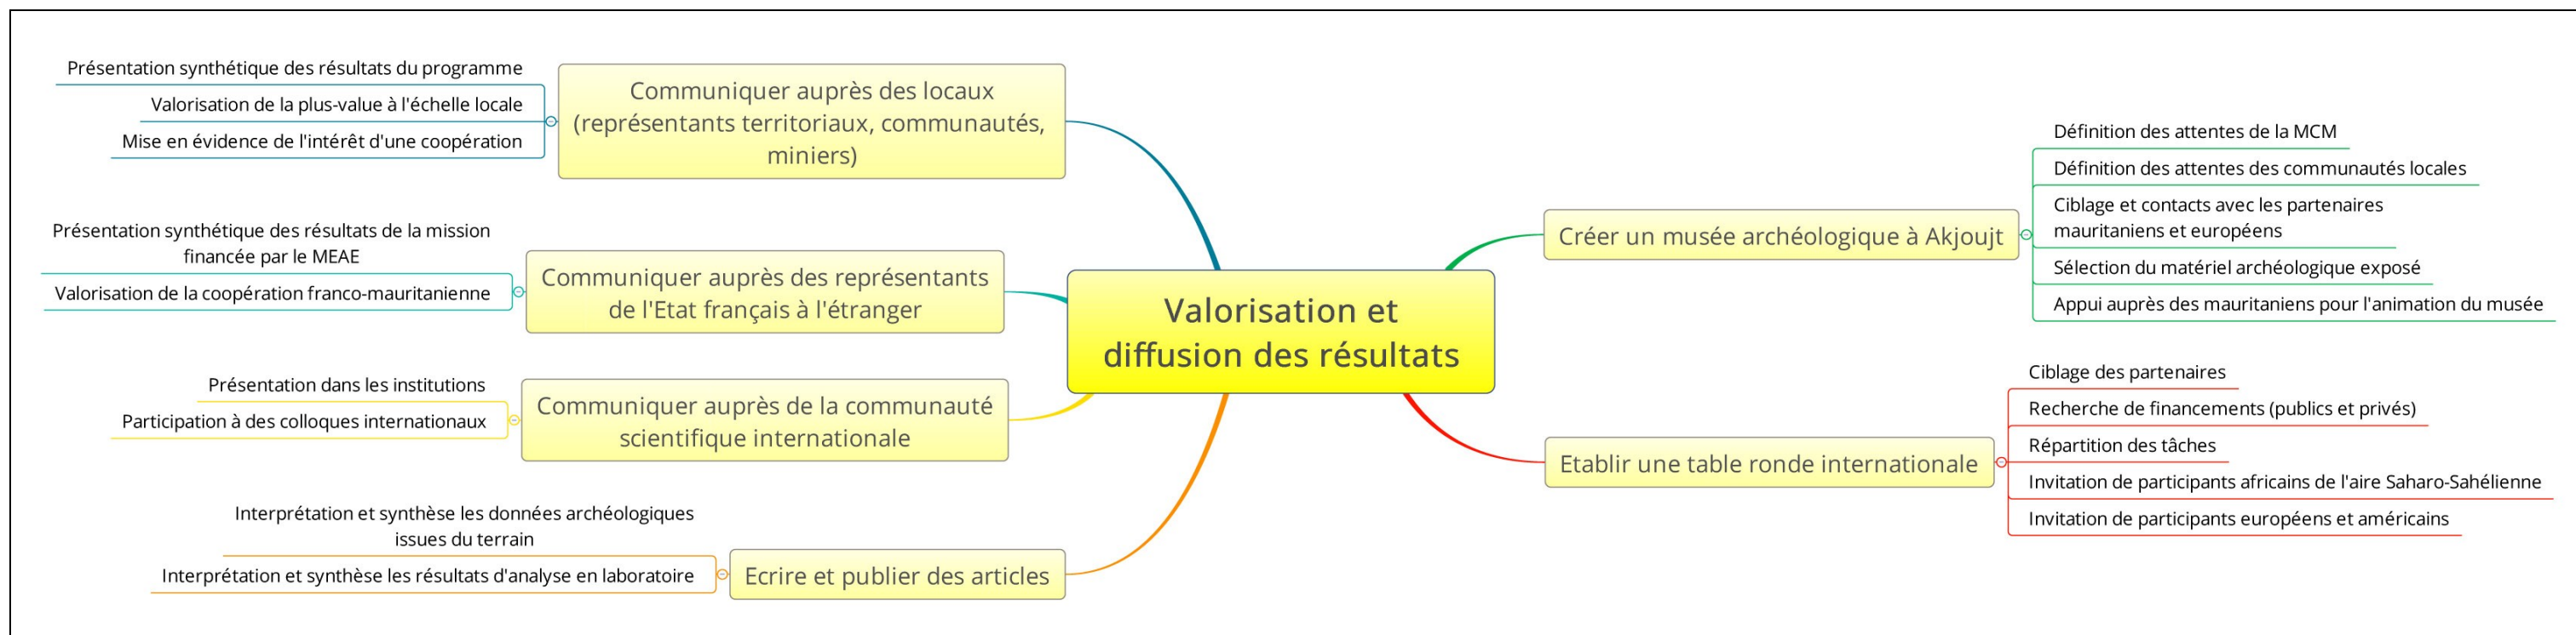 Présentation synthétique des résultats du programme
Valorisation de la plus-value à l'échelle locale
Mise en évidence de l'intérêt d'une coopération
Communiquer auprès des locaux
(représentants territoriaux, communautés,
miniers)
Présentation synthétique des résultats de la mission
financée par le MEAE
Valorisation de la coopération franco-mauritanienne
Communiquer auprès des représentants
de l'Etat français à l'étranger
Présentation dans les institutions
Participation à des colloques internationaux
Communiquer auprès de la communauté
scientifique internationale
Interprétation et synthèse les données archéologiques
issues du terrain
Interprétation et synthèse les résultats d'analyse en laboratoire
Ecrire et publier des articles
Valorisation et
diffusion des résultats
Créer un musée archéologique à Akjoujt
Définition des attentes de la MCM
Définition des attentes des communautés locales
Ciblage et contacts avec les partenaires
mauritaniens et européens
Sélection du matériel archéologique exposé
Appui auprès des mauritaniens pour l'animation du musée
Etablir une table ronde internationale
Ciblage des partenaires
Recherche de financements (publics et privés)
Répartition des tâches
Invitation de participants africains de l'aire Saharo-Sahélienne
Invitation de participants européens et américains